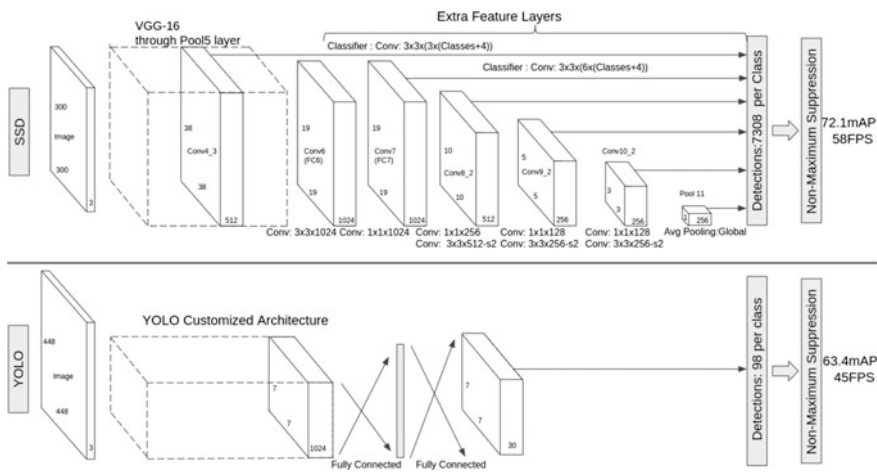 Extra Feature Layers
VGG-16
through Pool5 layer
Classifier : Conv: 3x3x(3x(Classes+4))
Classifier : Conv: 3x3x(6x(Classes+4))
SSD
300
Image
300
3
38
Conv4_3
38
512
19
Conv6
(FC6)
19
1024
19
Conv7
(FC7)
19
1024
10
Conv8_2
10
512
5
Conv9_2
5
256
Conv10_2
3
3
256
Pool 11
1
256
Conv: 3x3x1024
Conv: 1x1x1024
Conv: 1x1x256
Conv: 3x3x512-s2
Conv: 1x1x128
Conv: 3x3x256-s2
Conv: 1x1x128
Conv: 3x3x256-s2
Avg Pooling:Global
Detections:7308 per Class
Non-Maximum Suppression
72.1mAP
58FPS
YOLO
448
Image
448
3
YOLO Customized Architecture
7
7
1024
Fully Connected
Fully Connected
7
7
30
Detections: 98 per class
Non-Maximum Suppression
63.4mAP
45FPS